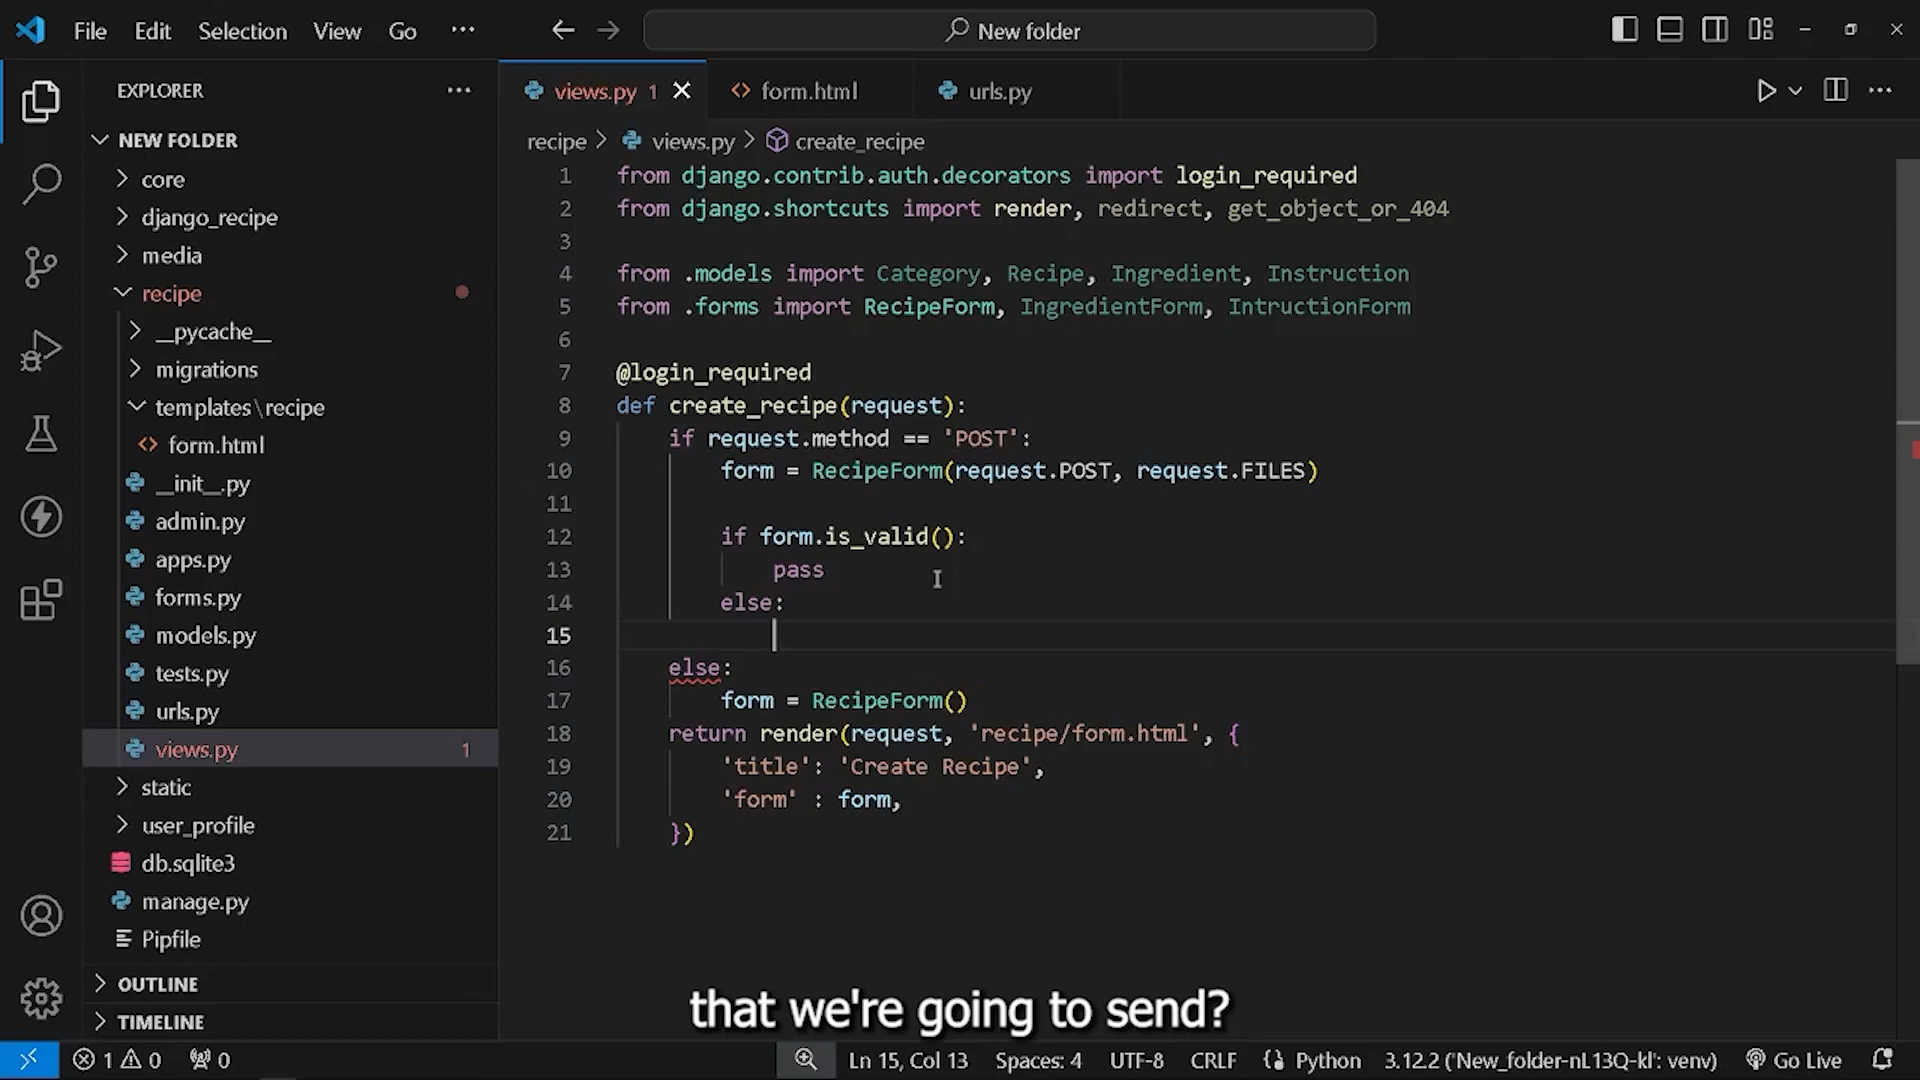 File Edit Selection View Go ··· New folder
EXPLORER ···
NEW FOLDER
core
django_recipe
media
recipe
__pycache__
migrations
templates\recipe
form.html
__init__.py
admin.py
apps.py
forms.py
models.py
tests.py
urls.py
views.py 1
static
user_profile
db.sqlite3
manage.py
Pipfile
OUTLINE
TIMELINE
views.py 1 form.html urls.py
recipe > views.py > create_recipe
1 from django.contrib.auth.decorators import login_required
2 from django.shortcuts import render, redirect, get_object_or_404
3
4 from .models import Category, Recipe, Ingredient, Instruction
5 from .forms import RecipeForm, IngredientForm, IntructionForm
6
7 @login_required
8 def create_recipe(request):
9 if request.method == 'POST':
10 form = RecipeForm(request.POST, request.FILES)
11
12 if form.is_valid():
13 pass
14 else:
15
16 else:
17 form = RecipeForm()
18 return render(request, 'recipe/form.html', {
19 'title': 'Create Recipe',
20 'form' : form,
21 })
that we're going to send?
1 0 0 Ln 15, Col 13 Spaces: 4 UTF-8 CRLF Python 3.12.2 ('New_folder-nL13Q-kl': venv) Go Live